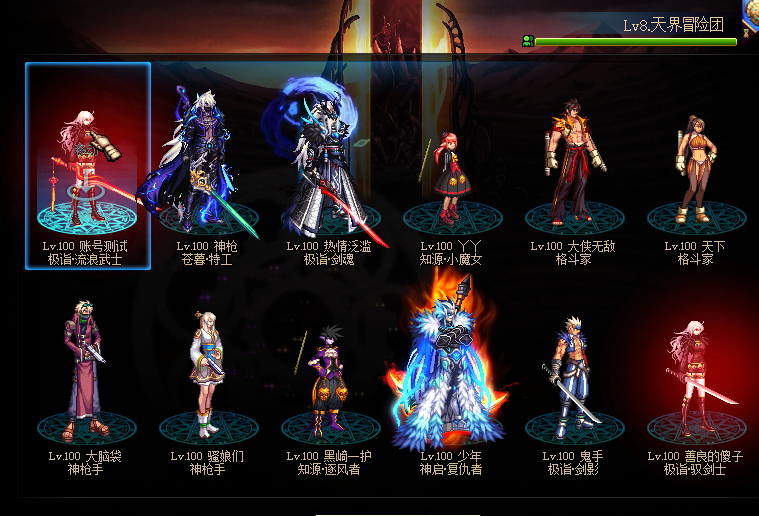 Lv8.天界冒险团
Lv.100 账号测试
极诣·流浪武士
Lv.100 神枪
苍暮·特工
Lv.100 热情泛滥
极诣·剑魂
Lv.100 丫丫
知源·小魔女
Lv.100 大侠无敌
格斗家
Lv.100 天下
格斗家
Lv.100 大脑袋
神枪手
Lv.100 骚娘们
神枪手
Lv.100 黑崎一护
知源·逐风者
Lv.100 少年
神启·复仇者
Lv.100 鬼手
极诣·剑影
Lv.100 善良的傻子
极诣·驭剑士